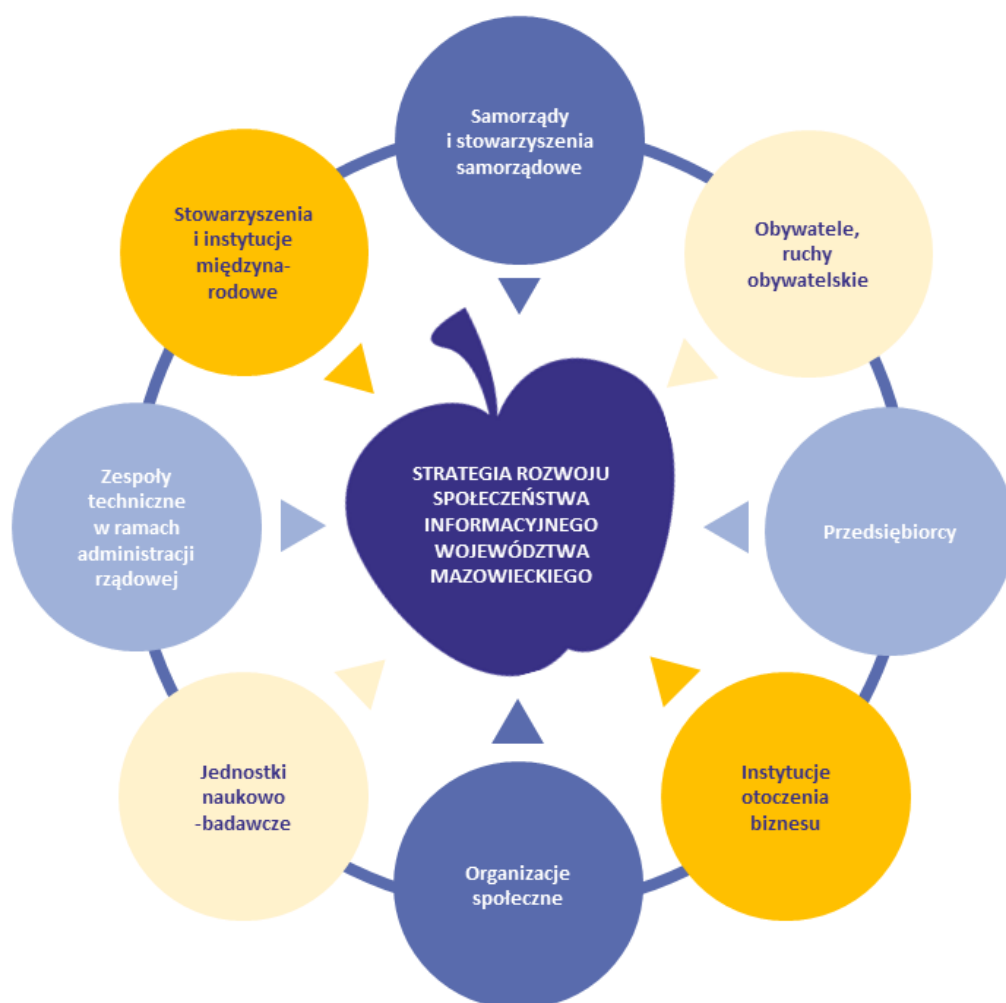 Samorządy
i stowarzyszenia
samorządowe
Obywatele,
ruchy
obywatelskie
Przedsiębiorcy
Instytucje
otoczenia
biznesu
Organizacje
społeczne
Jednostki
naukowo
-badawcze
Zespoły
techniczne
w ramach
administracji
rządowej
Stowarzyszenia
i instytucje
międzyna-
rodowe
STRATEGIA ROZWOJU
SPOŁECZEŃSTWA
INFORMACYJNEGO
WOJEWÓDZTWA
MAZOWIECKIEGO